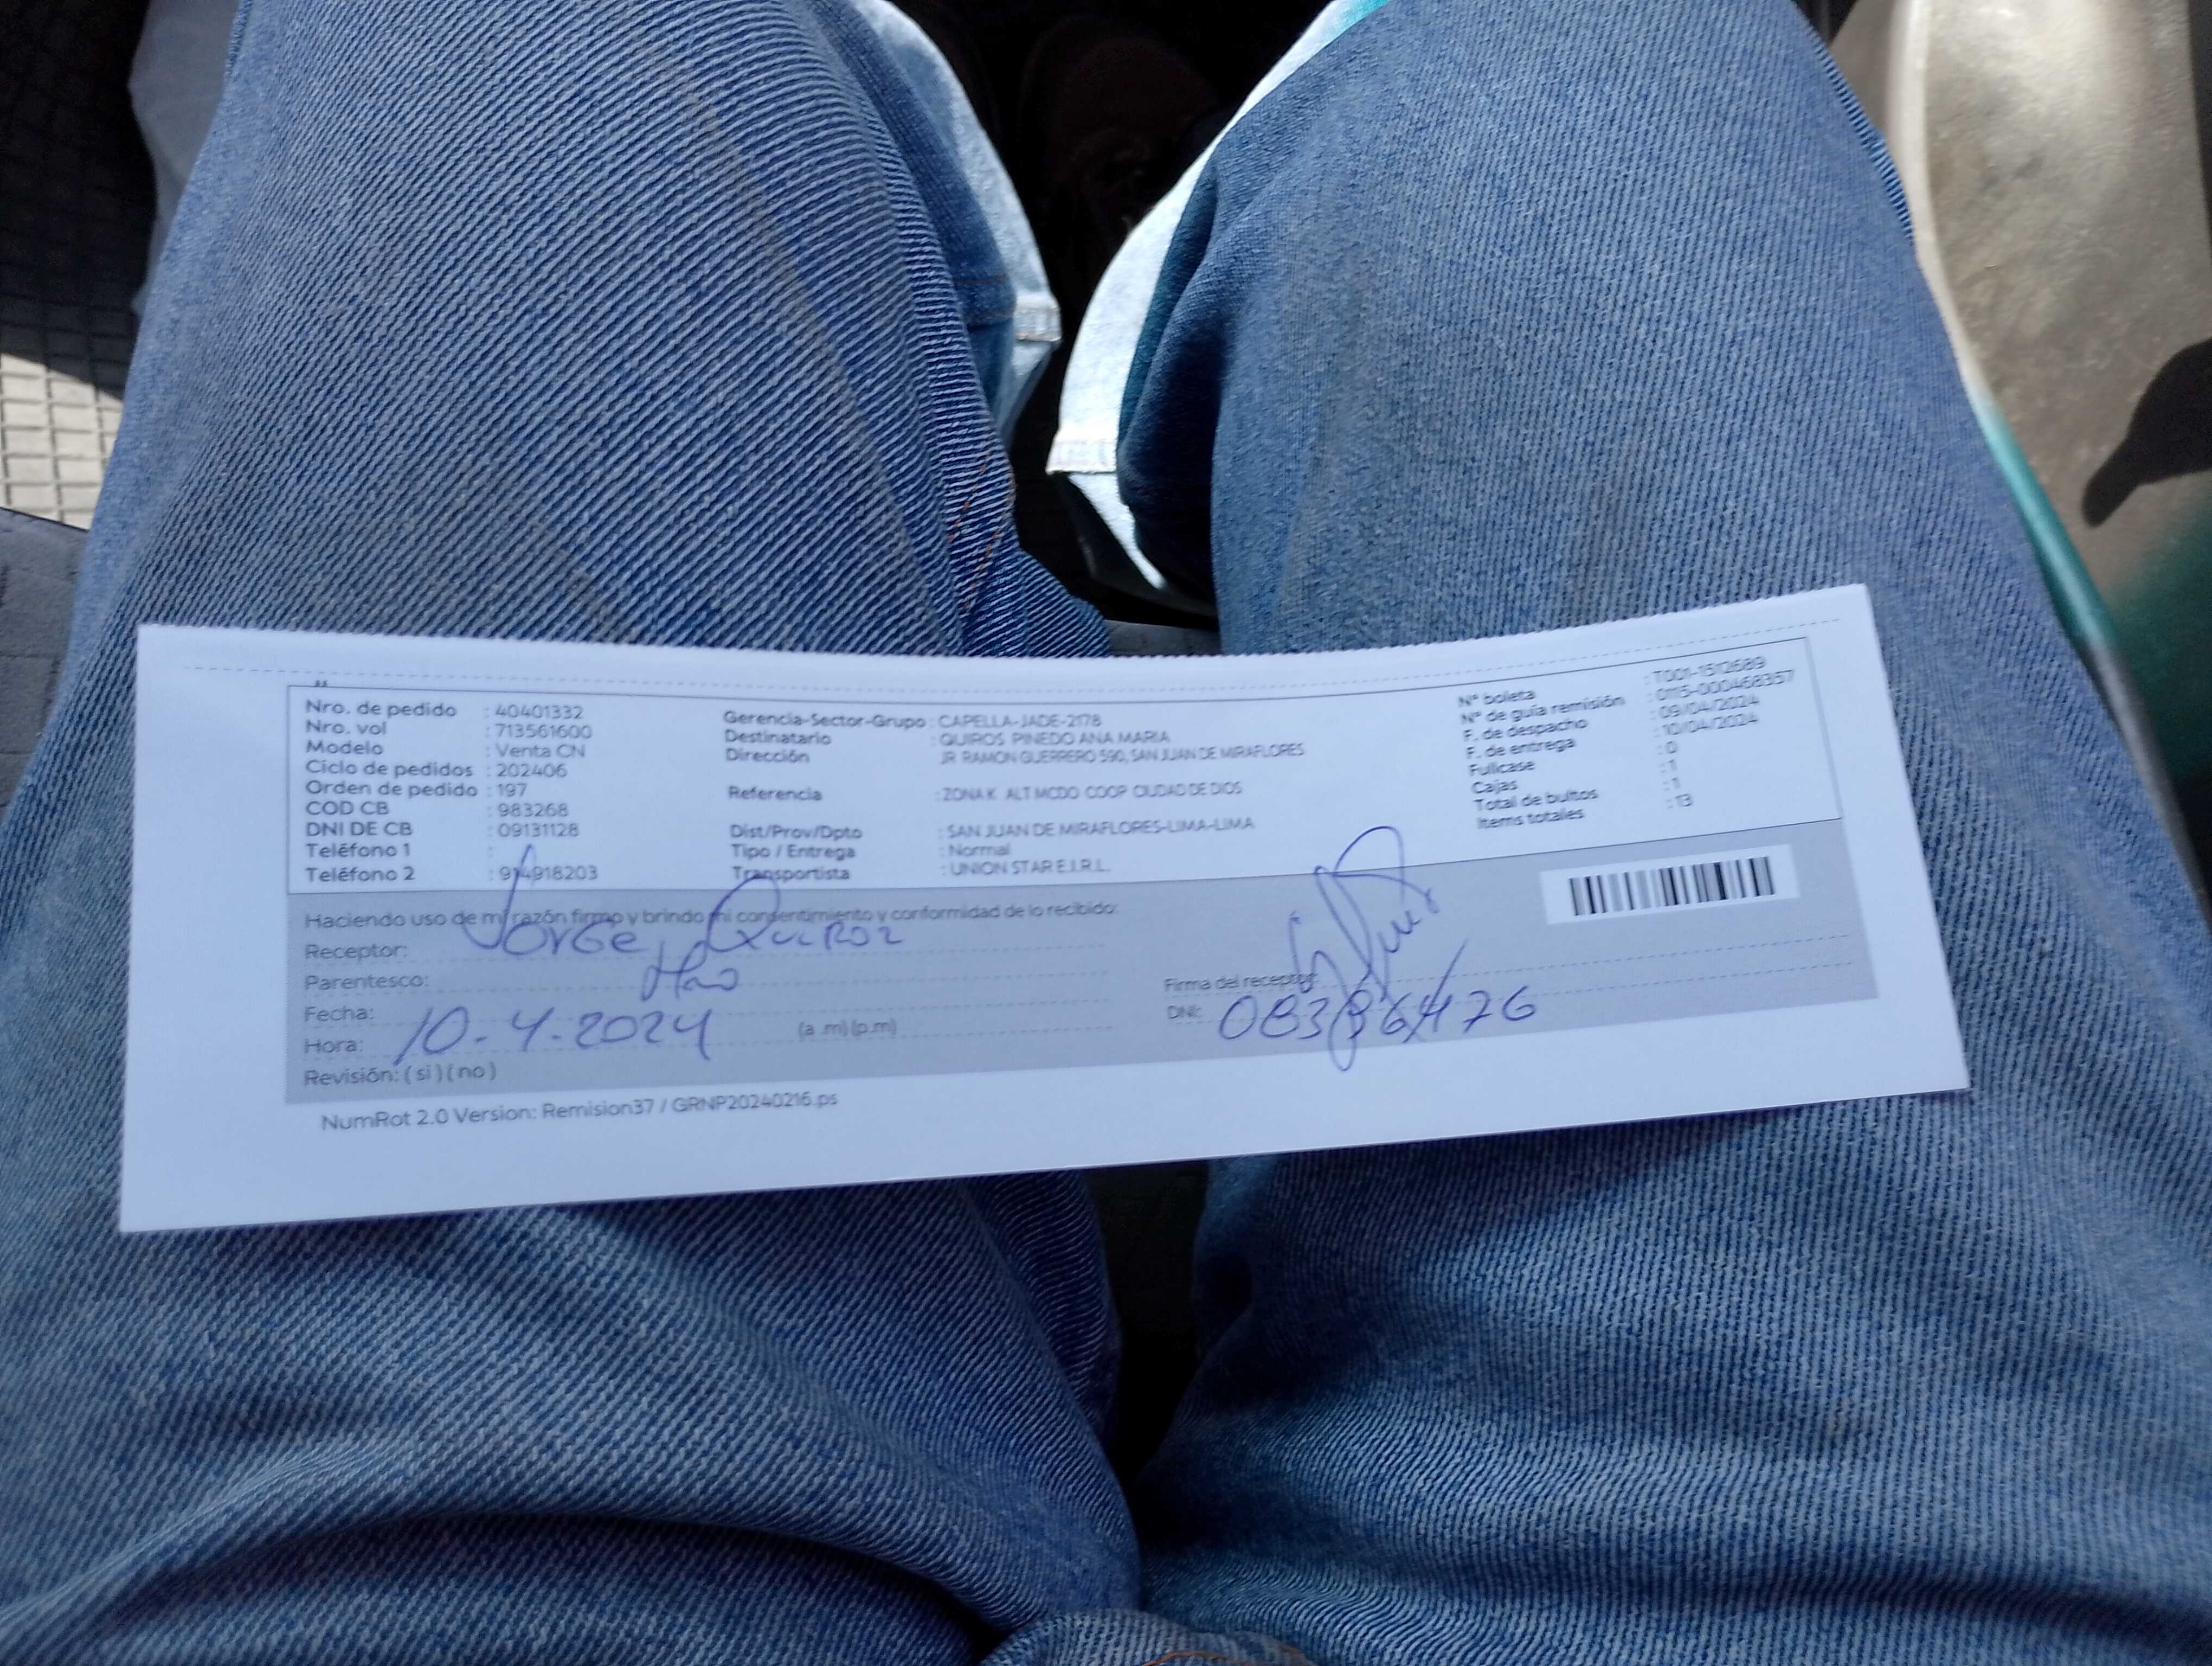 Nro. de pedido : 40401332
Nro. vol : 713561600
Modelo : Venta CN
Ciclo de pedidos : 202406
Orden de pedido : 197
COD CB : 983268
DNI DE CB : 09131128
Teléfono 1 :
Teléfono 2 : 914918203
Gerencia-Sector-Grupo : CAPELLA-JADE-2178
Destinatario : QUIROS PINEDO ANA MARIA
Dirección JR RAMON GUERRERO 590, SAN JUAN DE MIRAFLORES
Referencia : ZONA K ALT MCDO COOP CIUDAD DE DIOS
Dist/Prov/Dpto : SAN JUAN DE MIRAFLORES-LIMA-LIMA
Tipo / Entrega : Normal
Transportista : UNION STAR E.I.R.L.
N° boleta : T001-1512689
N° de guía remisión : 0115-000468357
F. de despacho : 09/04/2024
F. de entrega : 10/04/2024
Fullcase : 0
Cajas : 1
Total de bultos : 1
Items totales : 13
Haciendo uso de mi razón firmo y brindo mi consentimiento y conformidad de lo recibido:
Receptor: Jorge Quiroz
Parentesco:
Fecha: 10-4-2024
Hora: (a .m) (p.m)
Revisión: ( si ) ( no )
Firma del receptor:
DNI: 08386476
NumRot 2.0 Version: Remision37 / GRNP20240216.ps